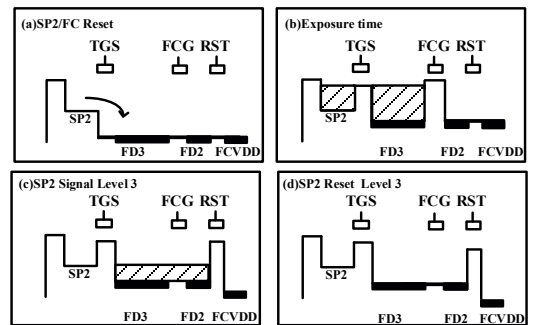 (a)SP2/FC Reset
TGS FCG RST
SP2
FD3 FD2 FCVDD
(b)Exposure time
TGS FCG RST
SP2
FD3 FD2 FCVDD
(c)SP2 Signal Level 3
TGS FCG RST
SP2
FD3 FD2 FCVDD
(d)SP2 Reset Level 3
TGS FCG RST
SP2
FD3 FD2 FCVDD